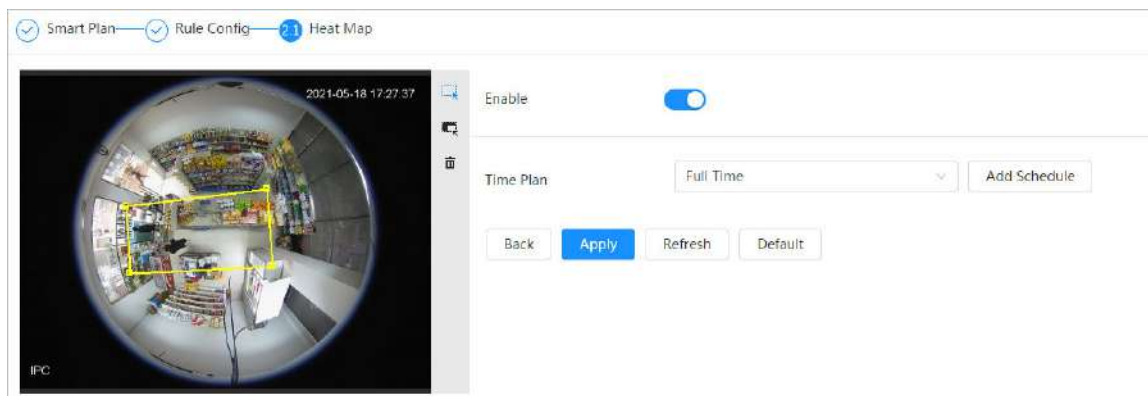 Smart Plan Rule Config 2.1 Heat Map
2021-05-18 17:27:37
Enable
Time Plan Full Time Add Schedule
Back Apply Refresh Default
IPC